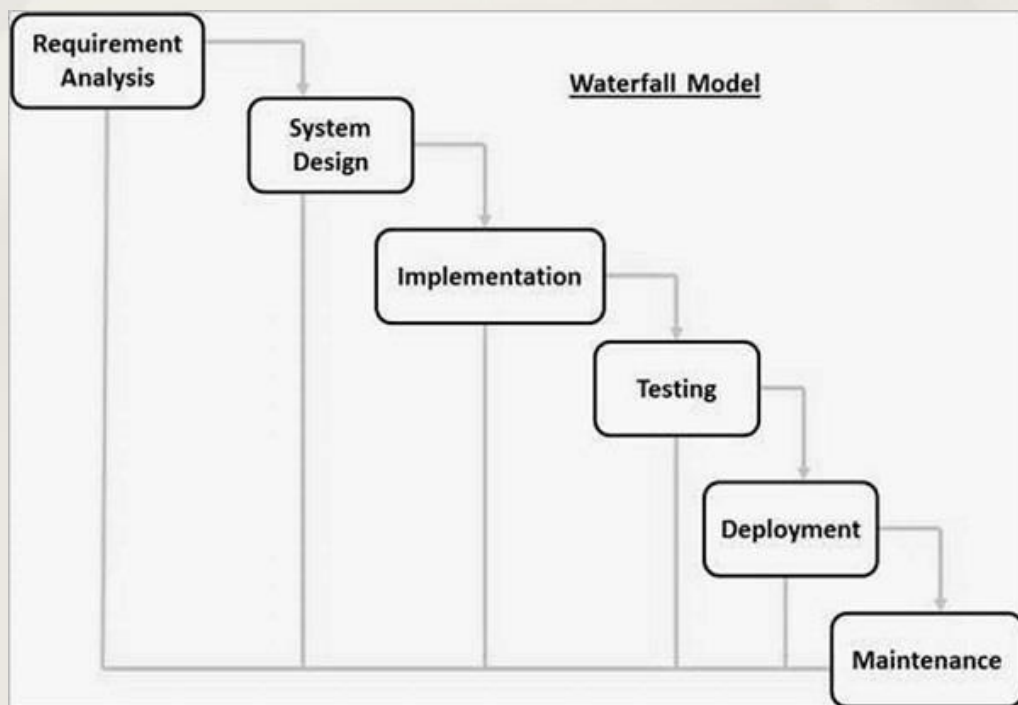 Requirement
Analysis
Waterfall Model
System
Design
Implementation
Testing
Deployment
Maintenance